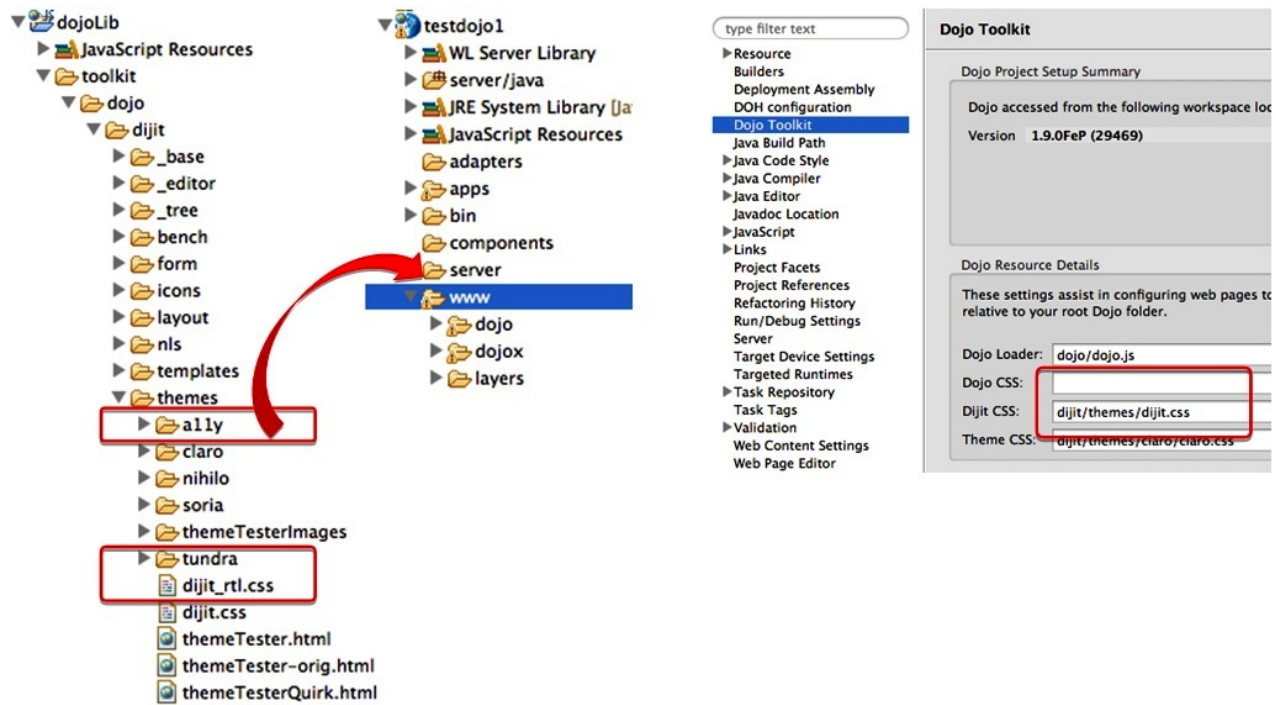 dojoLib
JavaScript Resources
toolkit
dojo
dijit
_base
_editor
_tree
bench
form
icons
layout
nls
templates
themes
a11y
claro
nihilo
soria
themeTesterImages
tundra
dijit_rtl.css
dijit.css
themeTester.html
themeTester-orig.html
themeTesterQuirk.html
testdojo1
WL Server Library
server/java
JRE System Library [Ja
JavaScript Resources
adapters
apps
bin
components
server
www
dojo
dojox
layers
type filter text
Resource
Builders
Deployment Assembly
DOH configuration
Dojo Toolkit
Java Build Path
Java Code Style
Java Compiler
Java Editor
Javadoc Location
JavaScript
Links
Project Facets
Project References
Refactoring History
Run/Debug Settings
Server
Target Device Settings
Targeted Runtimes
Task Repository
Task Tags
Validation
Web Content Settings
Web Page Editor
Dojo Toolkit
Dojo Project Setup Summary
Dojo accessed from the following workspace loc
Version 1.9.0FeP (29469)
Dojo Resource Details
These settings assist in configuring web pages to
relative to your root Dojo folder.
Dojo Loader: dojo/dojo.js
Dojo CSS:
Dijit CSS: dijit/themes/dijit.css
Theme CSS: dijit/themes/claro/claro.css